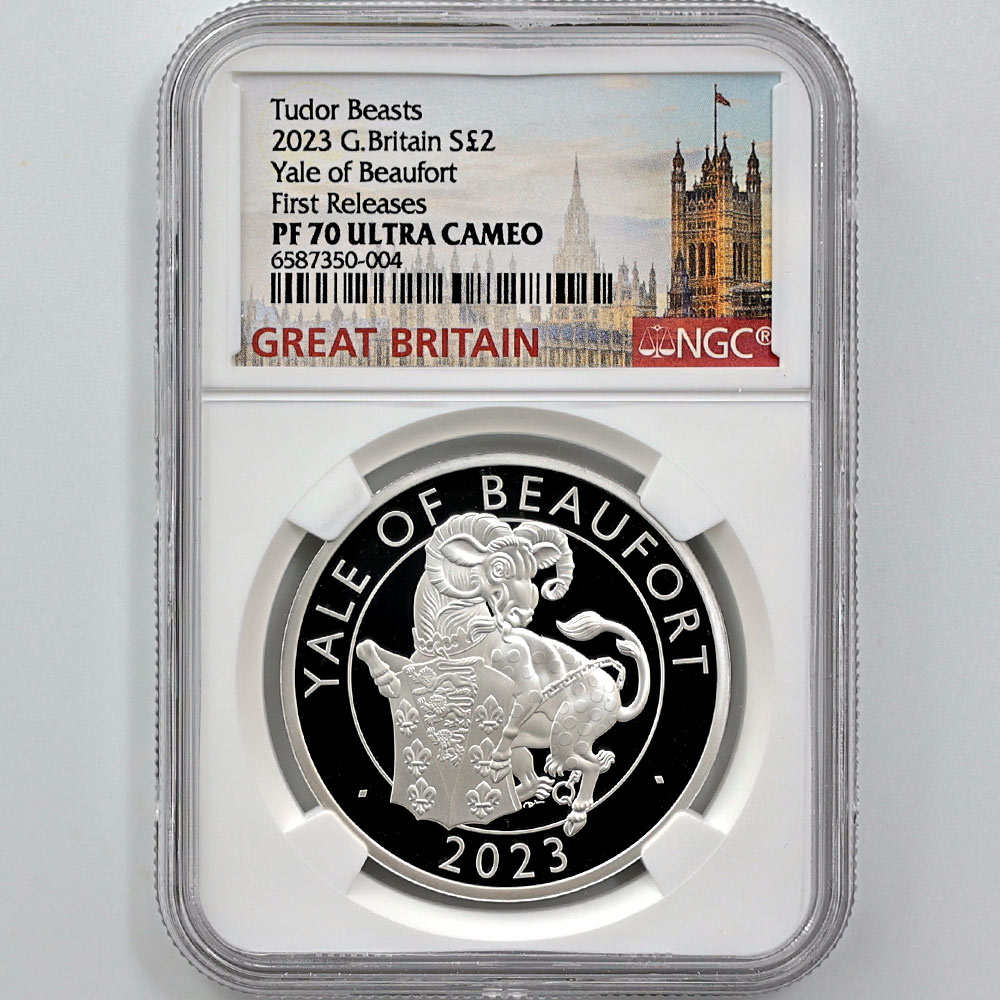 Tudor Beasts
2023 G.Britain S£2
Yale of Beaufort
First Releases
PF 70 ULTRA CAMEO
6587350-004
GREAT BRITAIN
NGC®
YALE OF BEAUFORT
2023